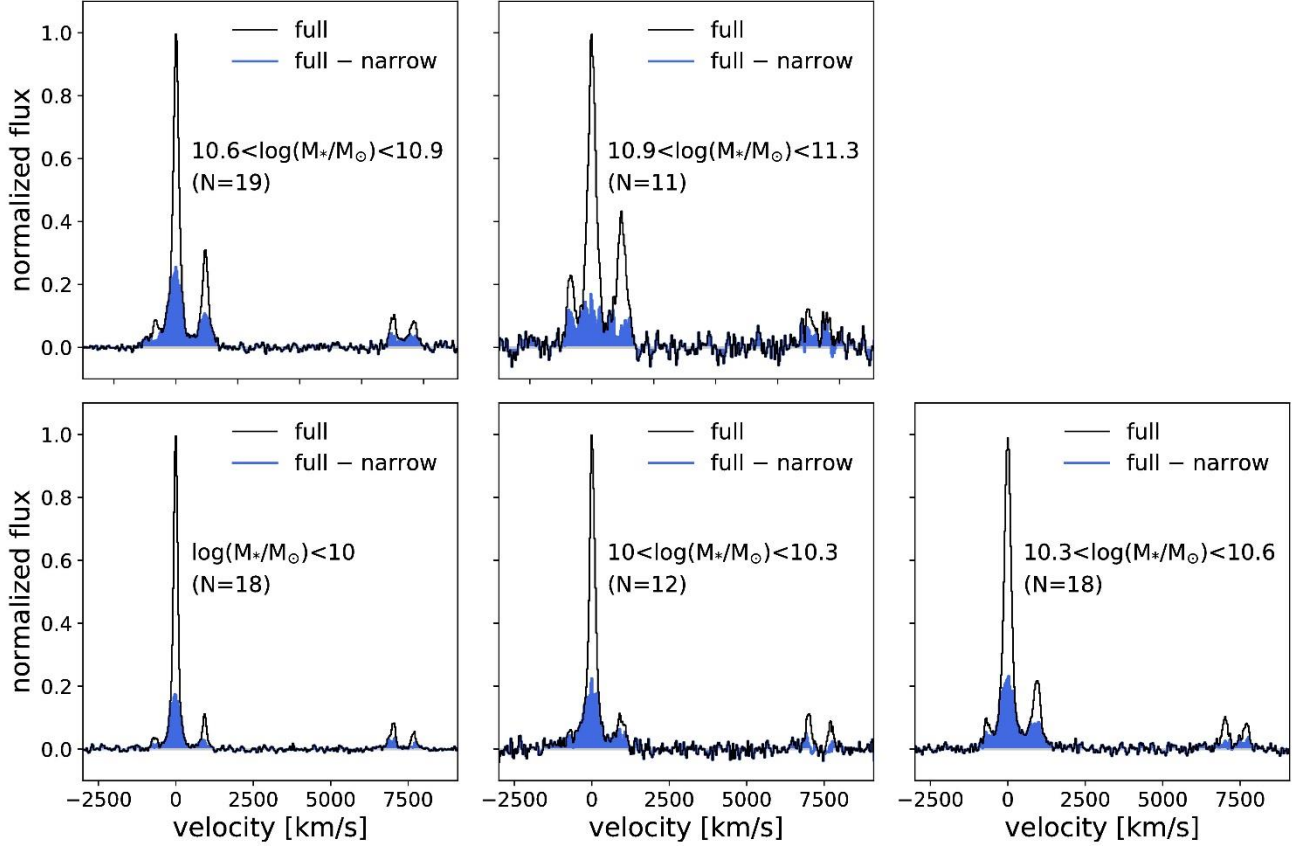 full
full − narrow
10.6<log(M*/M⊙)<10.9
(N=19)
normalized flux
1.0
0.8
0.6
0.4
0.2
0.0
full
full − narrow
10.9<log(M*/M⊙)<11.3
(N=11)
full
full − narrow
log(M*/M⊙)<10
(N=18)
normalized flux
1.0
0.8
0.6
0.4
0.2
0.0
−2500 0 2500 5000 7500
velocity [km/s]
full
full − narrow
10<log(M*/M⊙)<10.3
(N=12)
−2500 0 2500 5000 7500
velocity [km/s]
full
full − narrow
10.3<log(M*/M⊙)<10.6
(N=18)
−2500 0 2500 5000 7500
velocity [km/s]